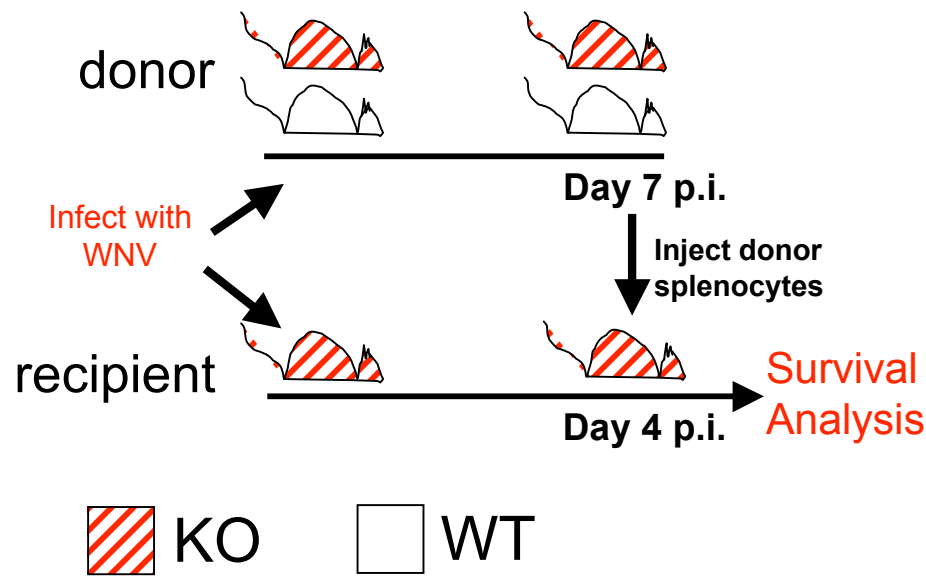 donor
Day 7 p.i.
Infect with
WNV
Inject donor
splenocytes
recipient
Day 4 p.i.
Survival
Analysis
KO
WT